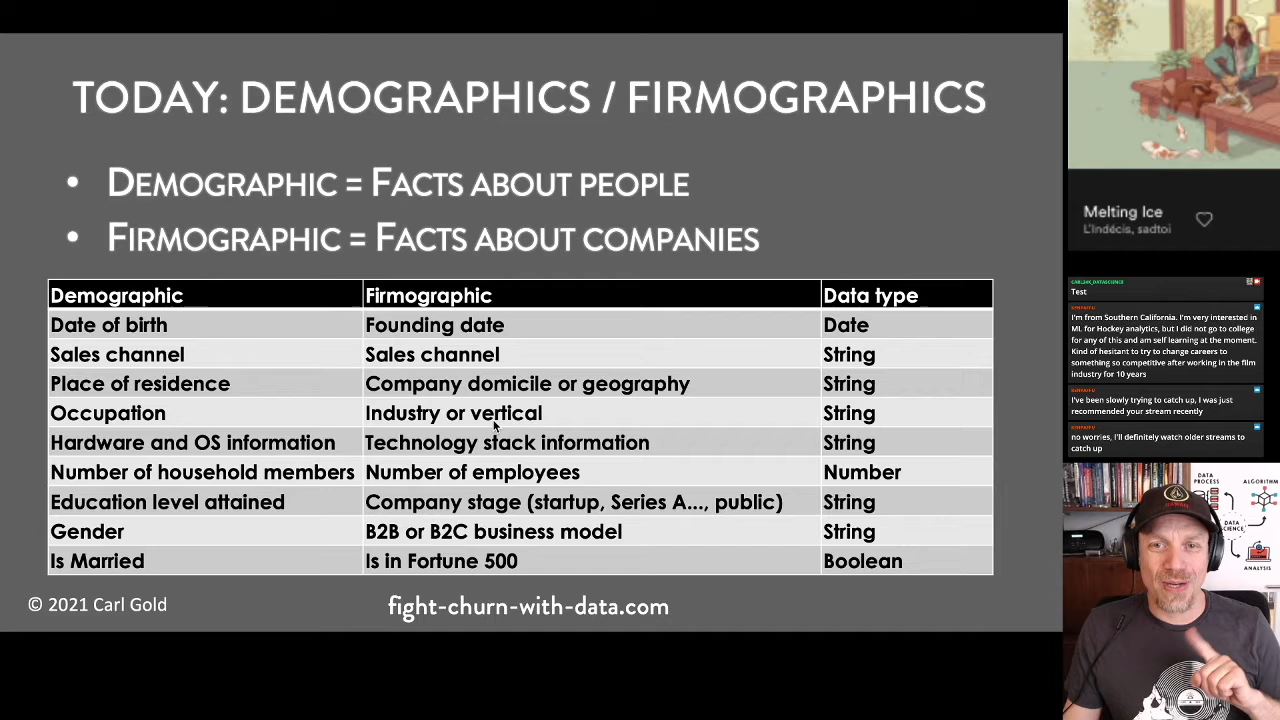 TODAY: DEMOGRAPHICS / FIRMOGRAPHICS
• DEMOGRAPHIC = FACTS ABOUT PEOPLE
• FIRMOGRAPHIC = FACTS ABOUT COMPANIES
Demographic Firmographic Data type
Date of birth Founding date Date
Sales channel Sales channel String
Place of residence Company domicile or geography String
Occupation Industry or vertical String
Hardware and OS information Technology stack information String
Number of household members Number of employees Number
Education level attained Company stage (startup, Series A..., public) String
Gender B2B or B2C business model String
Is Married Is in Fortune 500 Boolean
© 2021 Carl Gold
fight-churn-with-data.com
Melting Ice
L'Indécis, sadtoi
Test
I'm from Southern California. I'm very interested in
ML for Hockey analytics, but I did not go to college
for any of this and am self learning at the moment.
Kind of hesitant to try to change careers to
something so competitive after working in the film
industry for 10 years
I've been slowly trying to catch up, I was just
recommended your stream recently
no worries, I'll definitely watch older streams to
catch up
DATA
PROCESS
ALGORITHM
DATA
SCIENCE
ANALYSIS
HAWAII